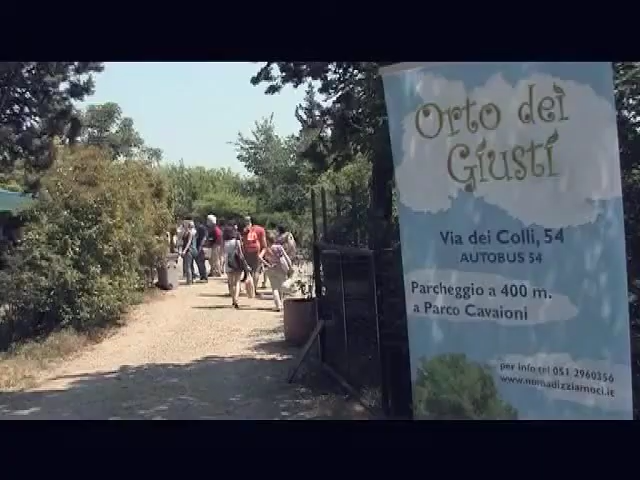 Orto dei
Giusti
Via dei Colli, 54
AUTOBUS 54
Parcheggio a 400 m.
a Parco Cavaioni
per info tel 051 2960356
www.nomadizziamoci.it